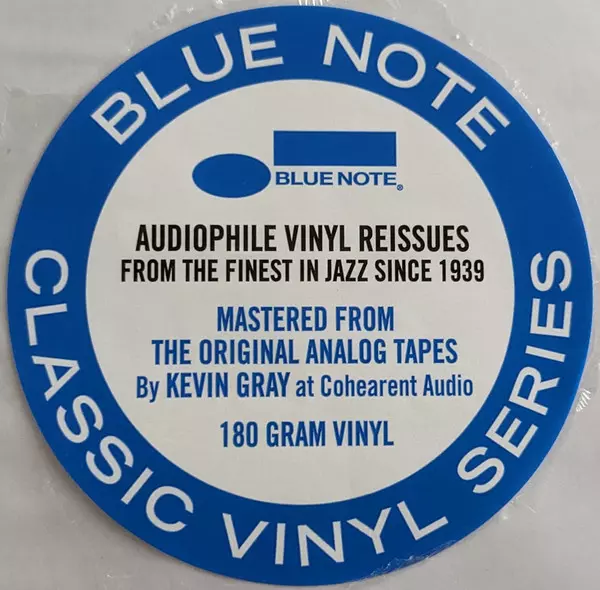 BLUE NOTE
BLUE NOTE®
AUDIOPHILE VINYL REISSUES
FROM THE FINEST IN JAZZ SINCE 1939
MASTERED FROM
THE ORIGINAL ANALOG TAPES
By KEVIN GRAY at Cohearent Audio
180 GRAM VINYL
CLASSIC VINYL SERIES